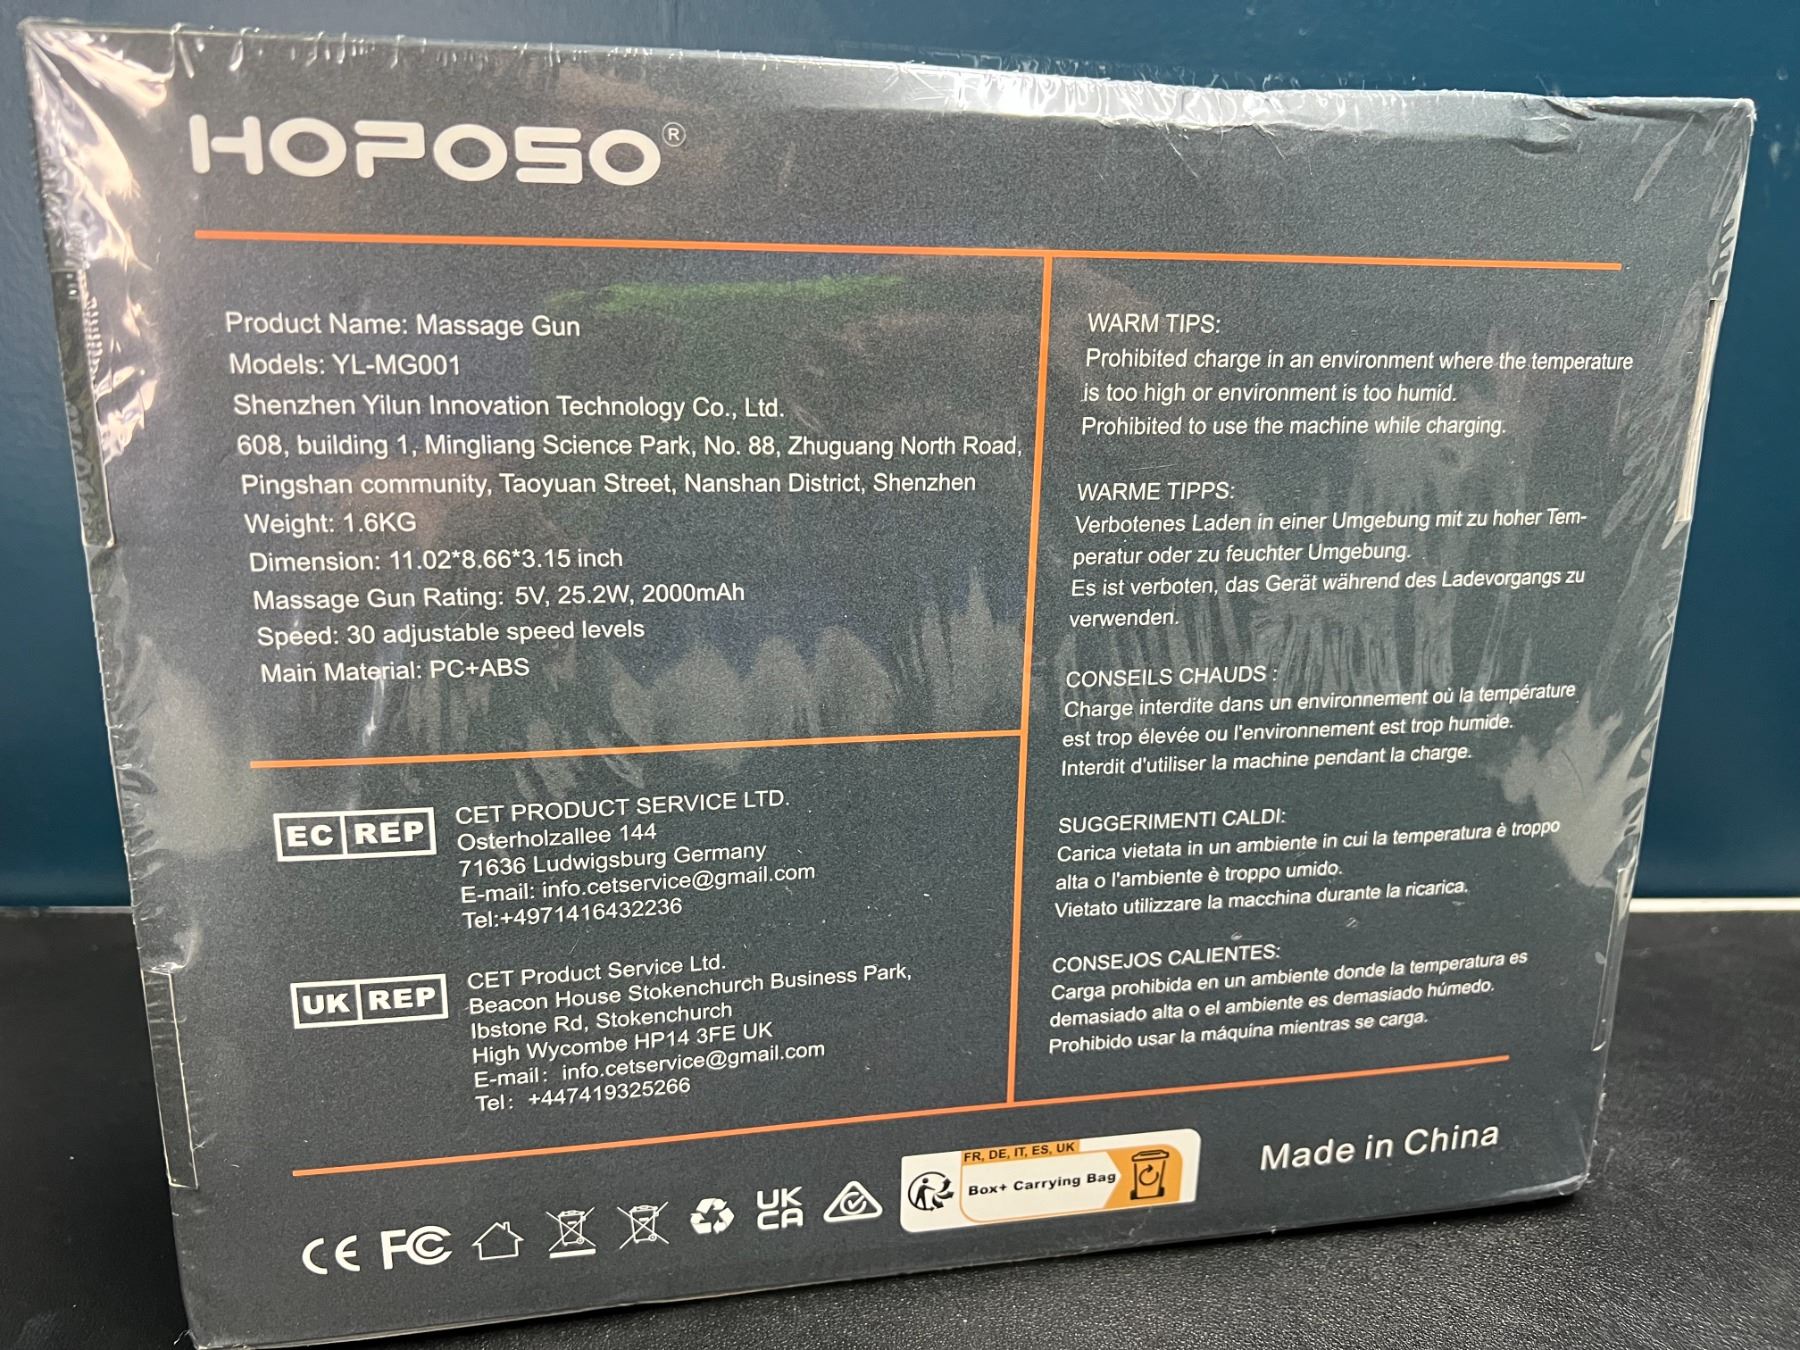 HOPOSO®
Product Name: Massage Gun
Models: YL-MG001
Shenzhen Yilun Innovation Technology Co., Ltd.
608, building 1, Mingliang Science Park, No. 88, Zhuguang North Road,
Pingshan community, Taoyuan Street, Nanshan District, Shenzhen
Weight: 1.6KG
Dimension: 11.02*8.66*3.15 inch
Massage Gun Rating: 5V, 25.2W, 2000mAh
Speed: 30 adjustable speed levels
Main Material: PC+ABS
EC REP
CET PRODUCT SERVICE LTD.
Osterholzallee 144
71636 Ludwigsburg Germany
E-mail: info.cetservice@gmail.com
Tel:+4971416432236
UK REP
CET Product Service Ltd.
Beacon House Stokenchurch Business Park,
Ibstone Rd, Stokenchurch
High Wycombe HP14 3FE UK
E-mail: info.cetservice@gmail.com
Tel: +447419325266
WARM TIPS:
Prohibited charge in an environment where the temperature
is too high or environment is too humid.
Prohibited to use the machine while charging.
WARME TIPPS:
Verbotenes Laden in einer Umgebung mit zu hoher Tem-
peratur oder zu feuchter Umgebung.
Es ist verboten, das Gerät während des Ladevorgangs zu
verwenden.
CONSEILS CHAUDS :
Charge interdite dans un environnement où la température
est trop élevée ou l'environnement est trop humide.
Interdit d'utiliser la machine pendant la charge.
SUGGERIMENTI CALDI:
Carica vietata in un ambiente in cui la temperatura è troppo
alta o l'ambiente è troppo umido.
Vietato utilizzare la macchina durante la ricarica.
CONSEJOS CALIENTES:
Carga prohibida en un ambiente donde la temperatura es
demasiado alta o el ambiente es demasiado húmedo.
Prohibido usar la máquina mientras se carga.
CE FC
UK
CA
FR, DE, IT, ES, UK
Box+ Carrying Bag
Made in China